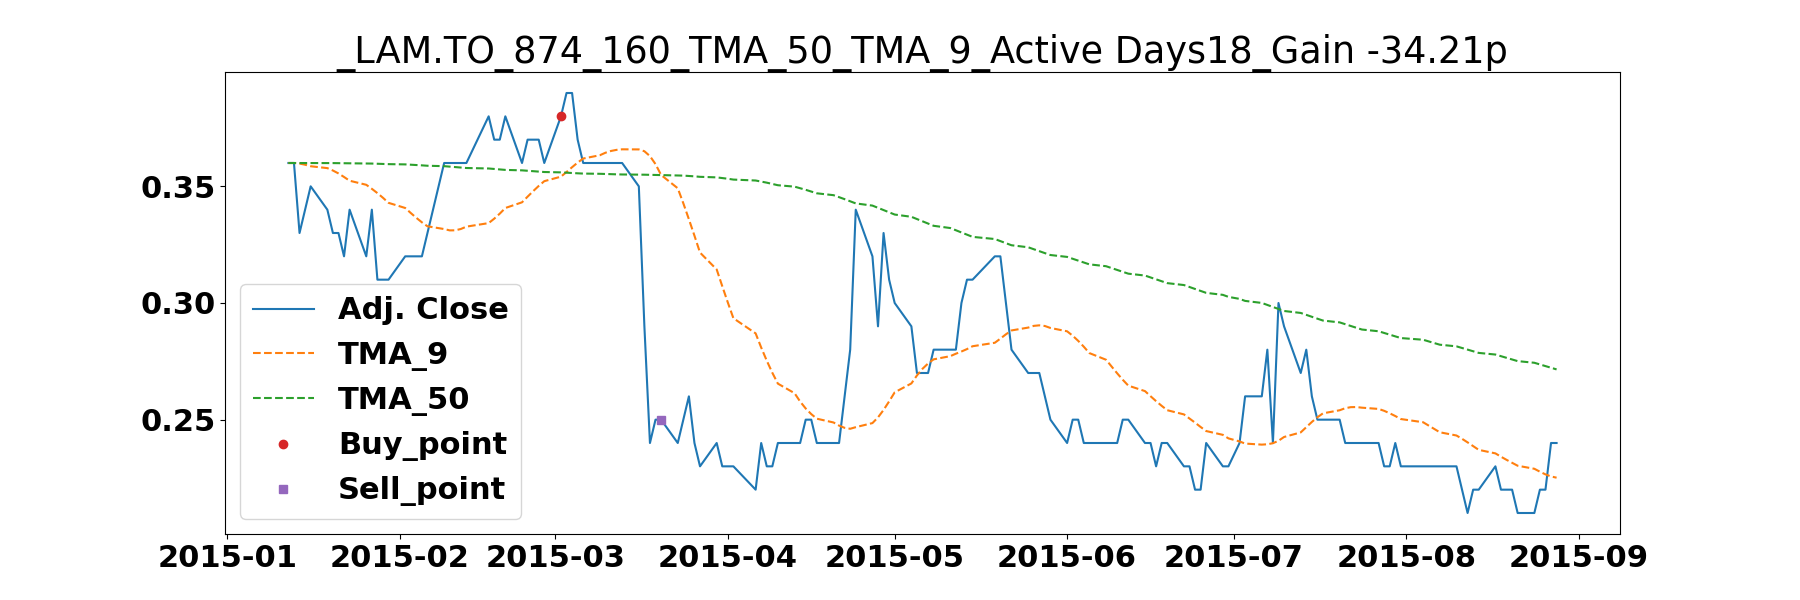 _LAM.TO_874_160_TMA_50_TMA_9_Active Days18_Gain -34.21p
0.35
0.30
0.25
Adj. Close
TMA_9
TMA_50
Buy_point
Sell_point
2015-01 2015-02 2015-03 2015-04 2015-05 2015-06 2015-07 2015-08 2015-09